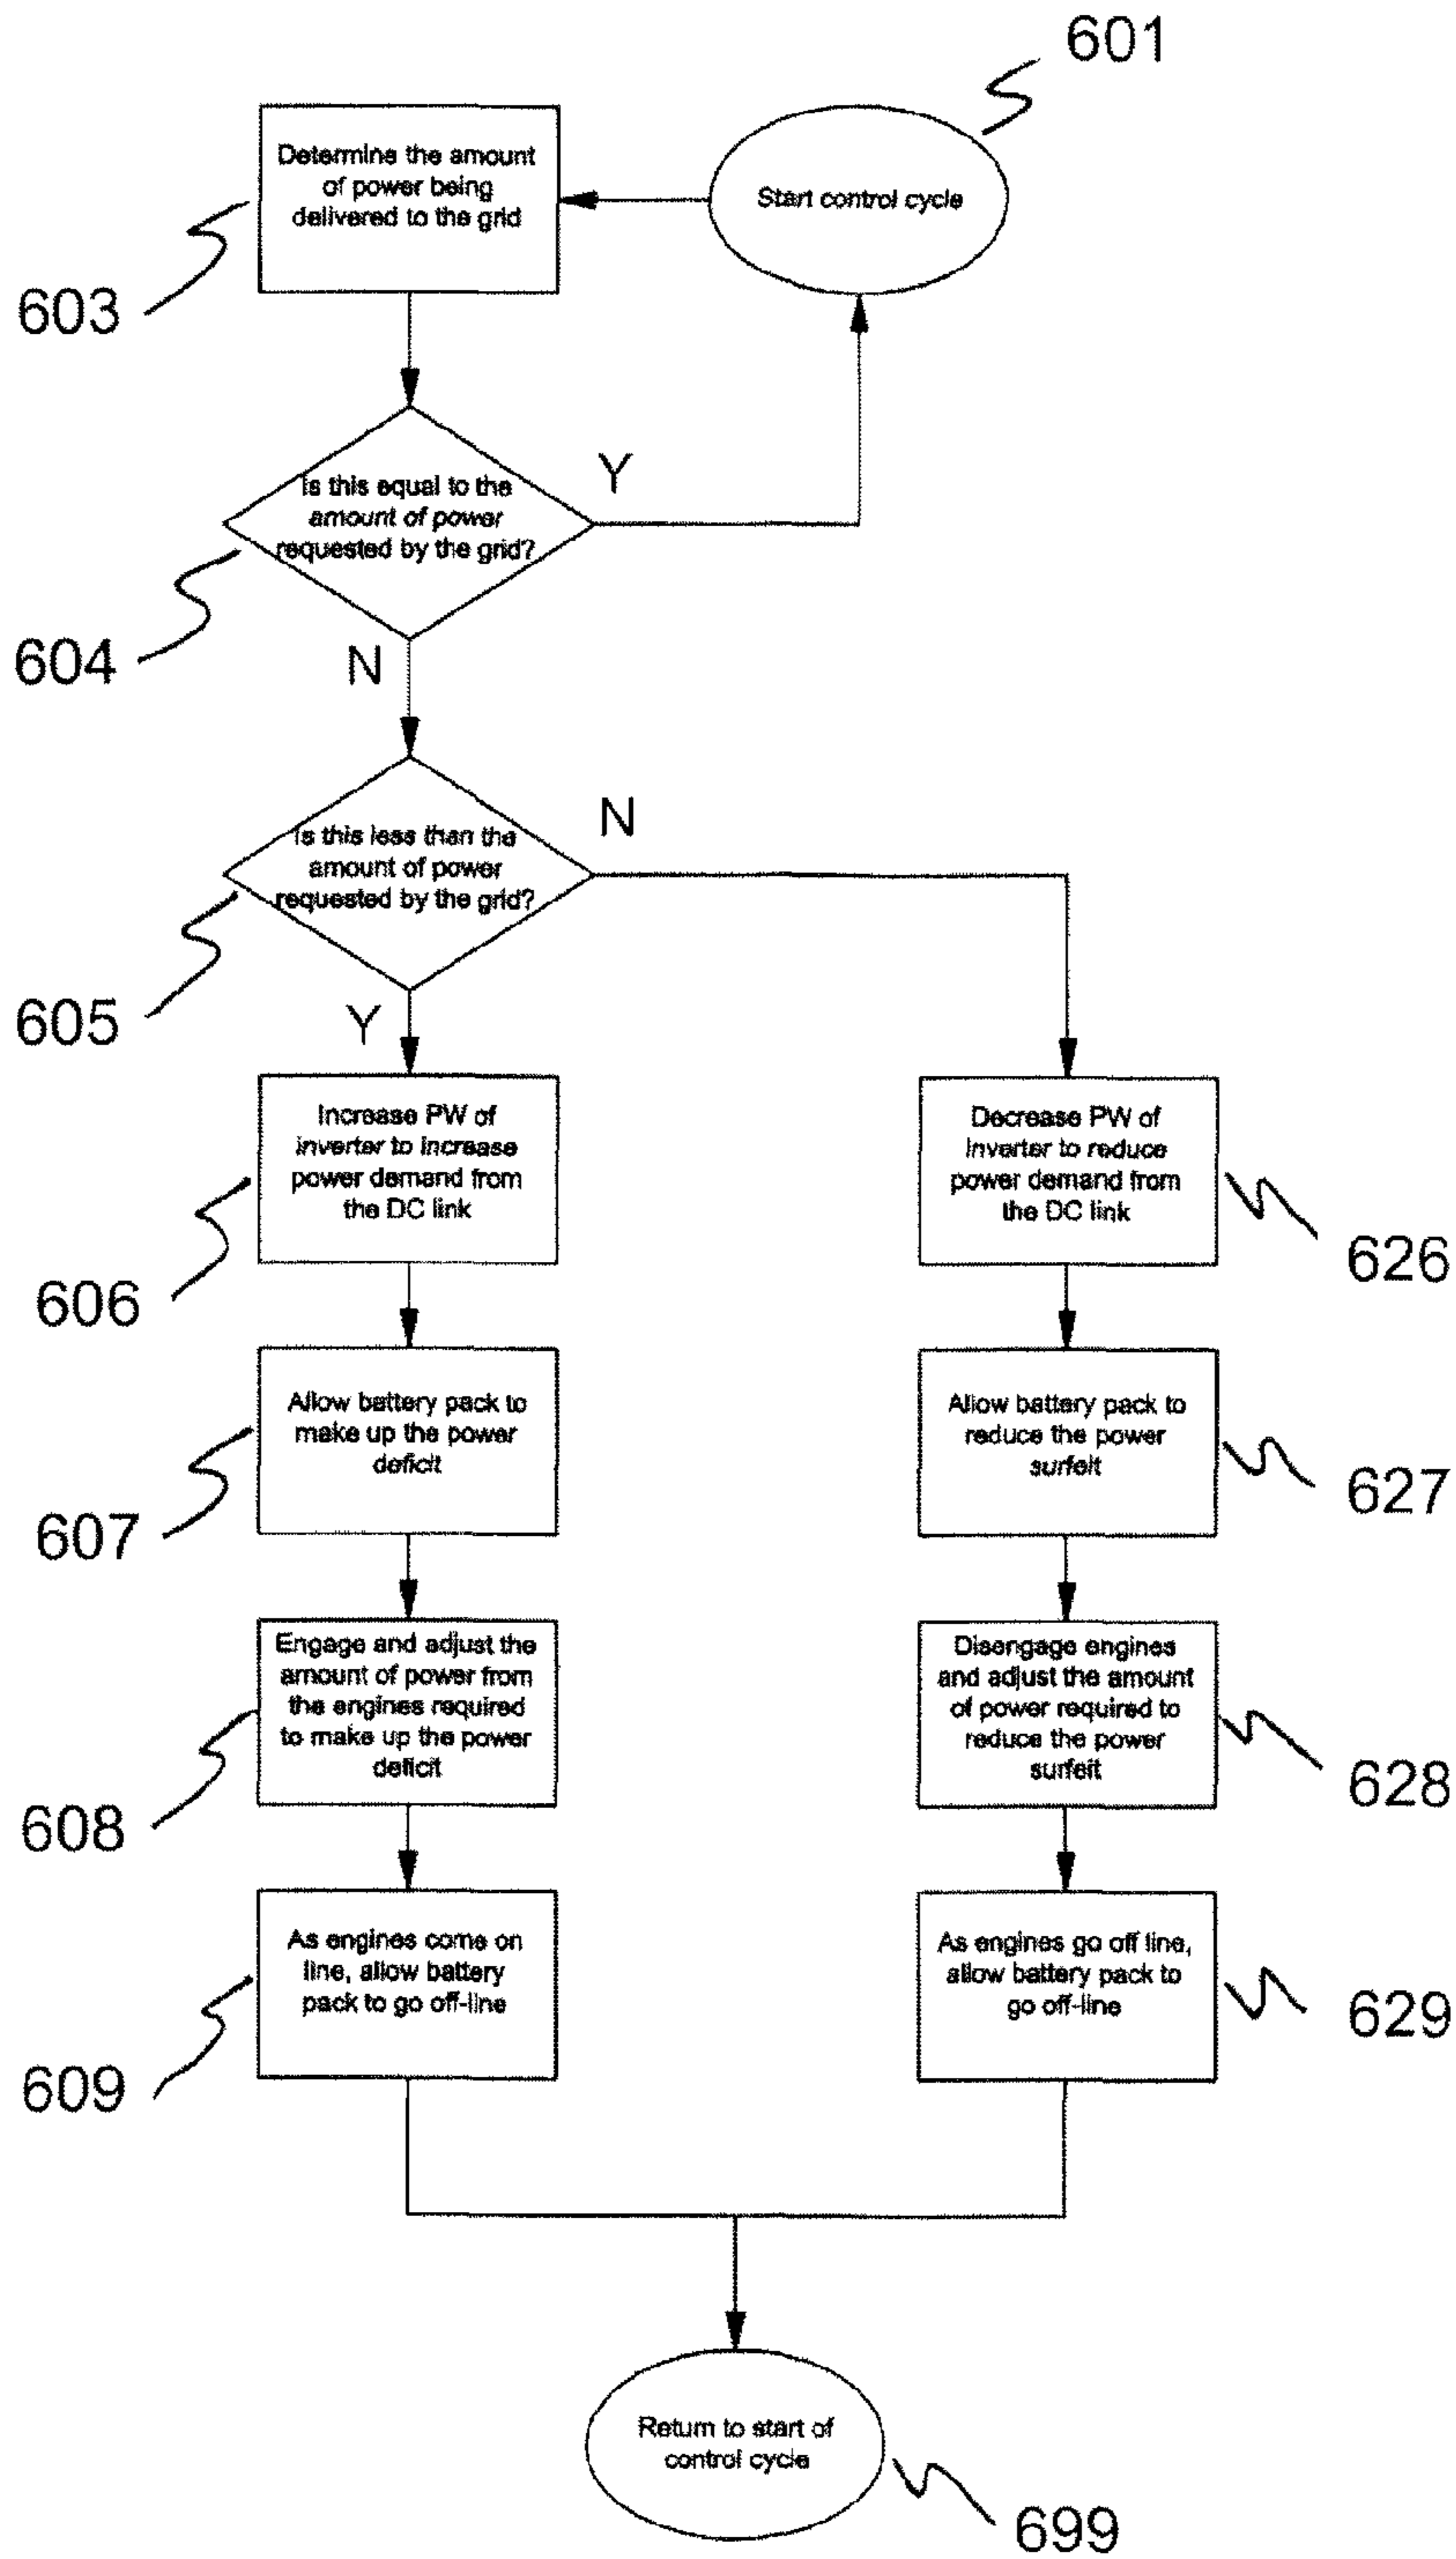 601
Determine the amount
of power being
delivered to the grid
Start control cycle
603
Is this equal to the
amount of power
requested by the grid?
Y
604
N
Is this less than the
amount of power
requested by the grid?
N
605
Y
Increase PW of
inverter to increase
power demand from
the DC link
Decrease PW of
inverter to reduce
power demand from
the DC link
606
626
Allow battery pack to
make up the power
deficit
Allow battery pack to
reduce the power
surfeit
607
627
Engage and adjust the
amount of power from
the engines required
to make up the power
deficit
Disengage engines
and adjust the amount
of power required to
reduce the power
surfeit
608
628
As engines come on
line, allow battery
pack to go off-line
As engines go off line,
allow battery pack to
go off-line
609
629
Return to start of
control cycle
699